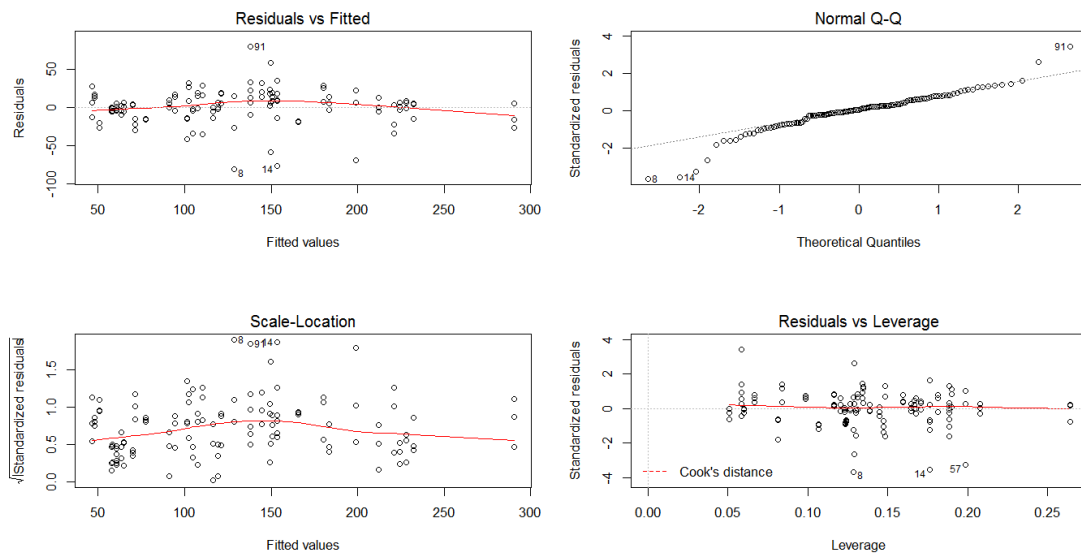 Residuals vs Fitted
Residuals
50
0
-50
-100
91
8
14
50 100 150 200 250 300
Fitted values
Normal Q-Q
Standardized residuals
4
2
0
-2
91
8
14
-2 -1 0 1 2
Theoretical Quantiles
Scale-Location
√|Standardized residuals|
1.5
1.0
0.5
0.0
8
91
14
50 100 150 200 250 300
Fitted values
Residuals vs Leverage
Standardized residuals
4
2
0
-2
-4
8
14
57
Cook's distance
0.00 0.05 0.10 0.15 0.20 0.25
Leverage